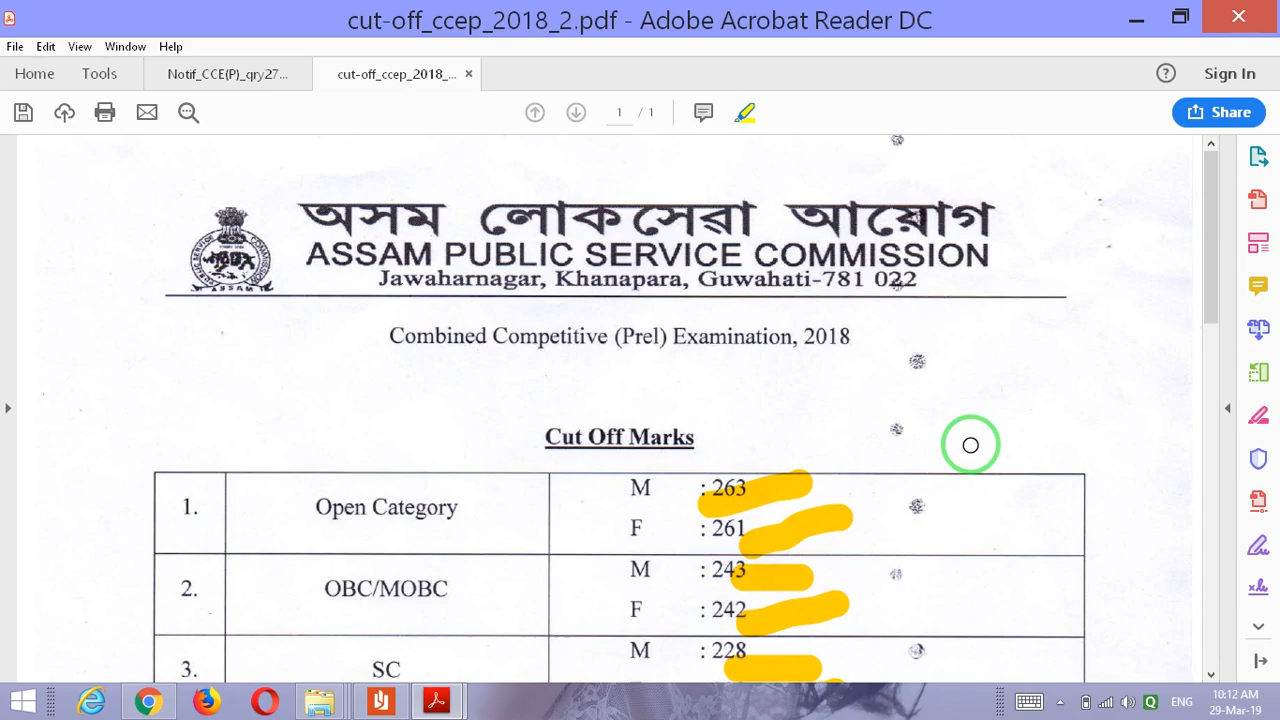 cut-off_ccep_2018_2.pdf - Adobe Acrobat Reader DC
File Edit View Window Help
Home Tools Notif_CCE(P)_qry27... cut-off_ccep_2018_... Sign In
1 / 1 Share
অসম লোকসেৱা আয়োগ
ASSAM PUBLIC SERVICE COMMISSION
Jawaharnagar, Khanapara, Guwahati-781 022
Combined Competitive (Prel) Examination, 2018
Cut Off Marks
1. Open Category M : 263
F : 261
2. OBC/MOBC M : 243
F : 242
3. SC M : 228
ENG 10:12 AM
29-Mar-19